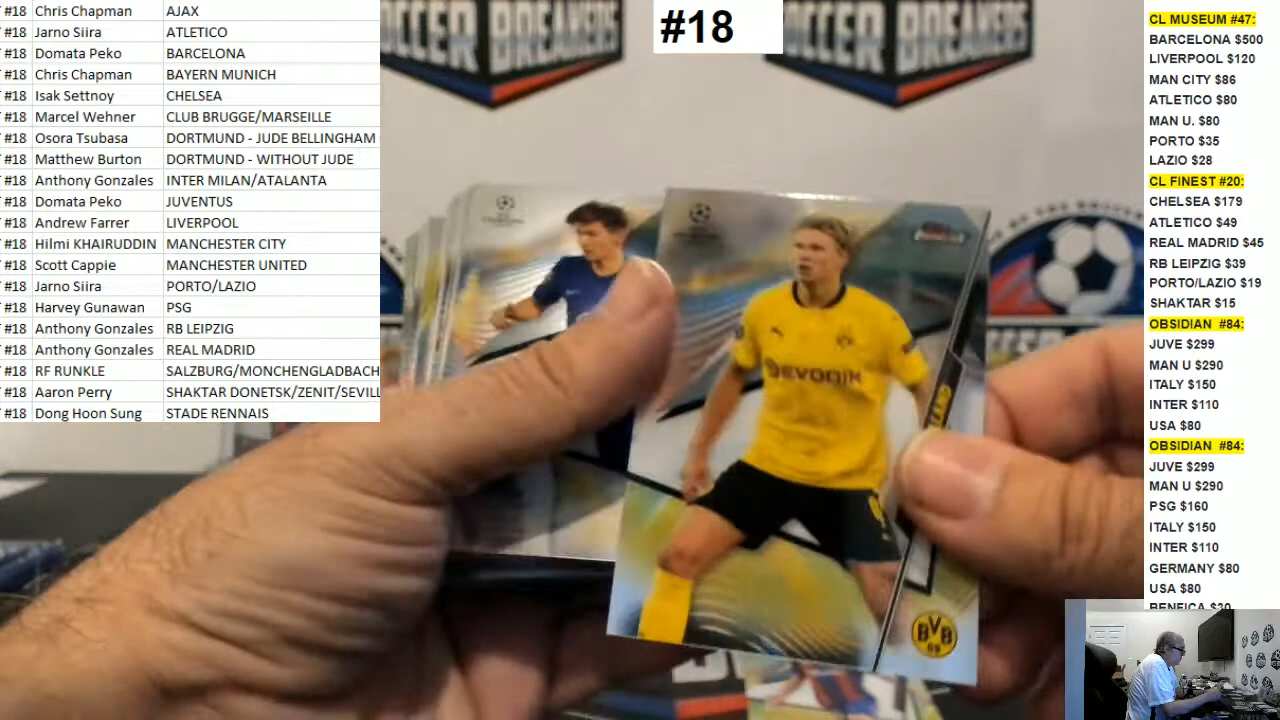 #18 Chris Chapman AJAX
#18 Jarno Siira ATLETICO
#18 Domata Peko BARCELONA
#18 Chris Chapman BAYERN MUNICH
#18 Isak Settnoy CHELSEA
#18 Marcel Wehner CLUB BRUGGE/MARSEILLE
#18 Osora Tsubasa DORTMUND - JUDE BELLINGHAM
#18 Matthew Burton DORTMUND - WITHOUT JUDE
#18 Anthony Gonzales INTER MILAN/ATALANTA
#18 Domata Peko JUVENTUS
#18 Andrew Farrer LIVERPOOL
#18 Hilmi KHAIRUDDIN MANCHESTER CITY
#18 Scott Cappie MANCHESTER UNITED
#18 Jarno Siira PORTO/LAZIO
#18 Harvey Gunawan PSG
#18 Anthony Gonzales RB LEIPZIG
#18 Anthony Gonzales REAL MADRID
#18 RF RUNKLE SALZBURG/MONCHENGLADBACH
#18 Aaron Perry SHAKTAR DONETSK/ZENIT/SEVILL
#18 Dong Hoon Sung STADE RENNAIS
#18
SOCCER BREAKERS
SOCCER BREAKERS
EVONIK
BVB
09
CL MUSEUM #47:
BARCELONA $500
LIVERPOOL $120
MAN CITY $86
ATLETICO $80
MAN U. $80
PORTO $35
LAZIO $28
CL FINEST #20:
CHELSEA $179
ATLETICO $49
REAL MADRID $45
RB LEIPZIG $39
PORTO/LAZIO $19
SHAKTAR $15
OBSIDIAN #84:
JUVE $299
MAN U $290
ITALY $150
INTER $110
USA $80
OBSIDIAN #84:
JUVE $299
MAN U $290
PSG $160
ITALY $150
INTER $110
GERMANY $80
USA $80
BENFICA $30